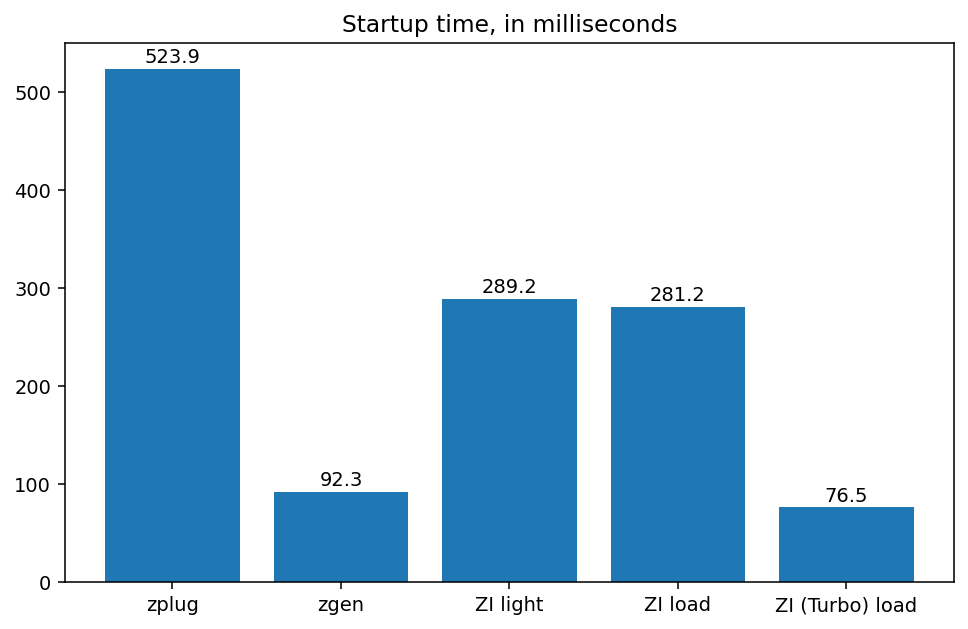 Startup time, in milliseconds
523.9
92.3
289.2
281.2
76.5
500
400
300
200
100
0
zplug
zgen
ZI light
ZI load
ZI (Turbo) load